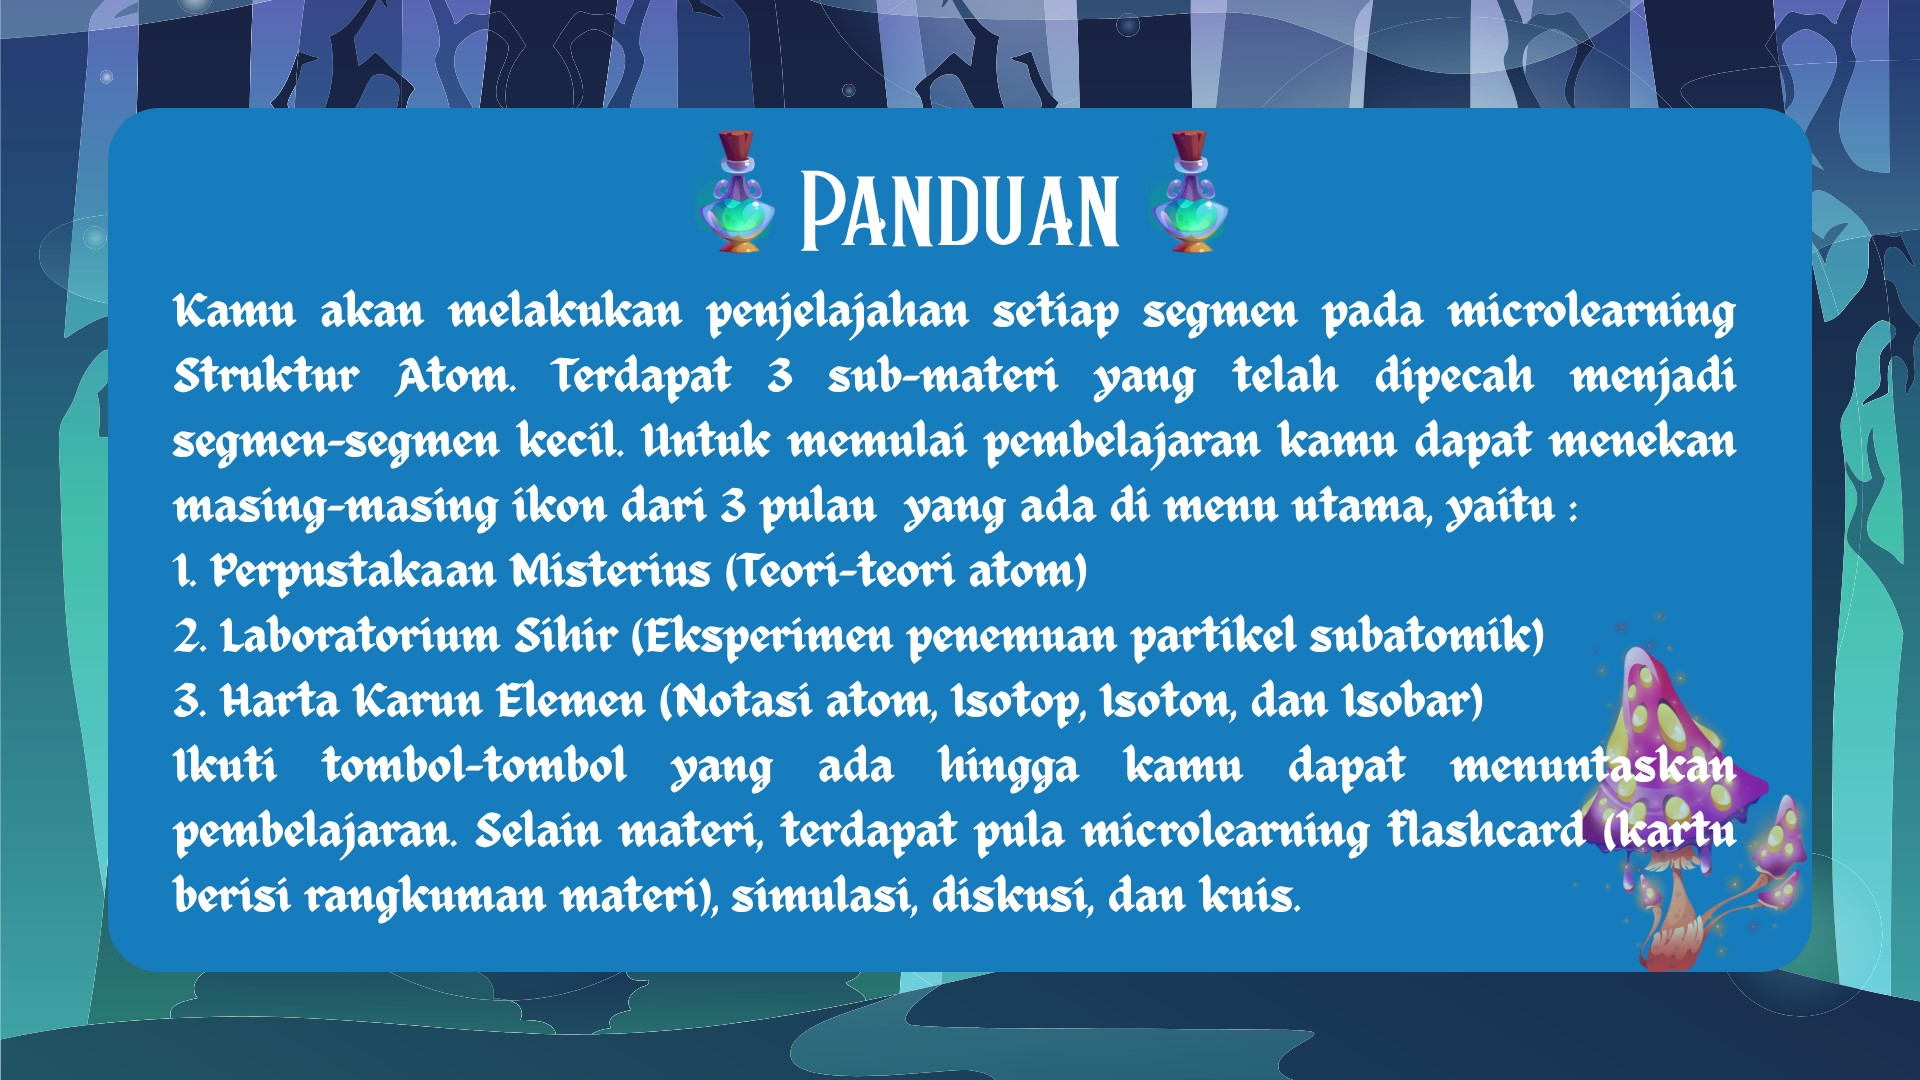 PANDUAN
Kamu akan melakukan penjelajahan setiap segmen pada microlearning
Struktur Atom. Terdapat 3 sub-materi yang telah dipecah menjadi
segmen-segmen kecil. Untuk memulai pembelajaran kamu dapat menekan
masing-masing ikon dari 3 pulau yang ada di menu utama, yaitu :
1. Perpustakaan Misterius (Teori-teori atom)
2. Laboratorium Sihir (Eksperimen penemuan partikel subatomik)
3. Harta Karun Elemen (Notasi atom, Isotop, Isoton, dan Isobar)
Ikuti tombol-tombol yang ada hingga kamu dapat menuntaskan
pembelajaran. Selain materi, terdapat pula microlearning flashcard (kartu
berisi rangkuman materi), simulasi, diskusi, dan kuis.